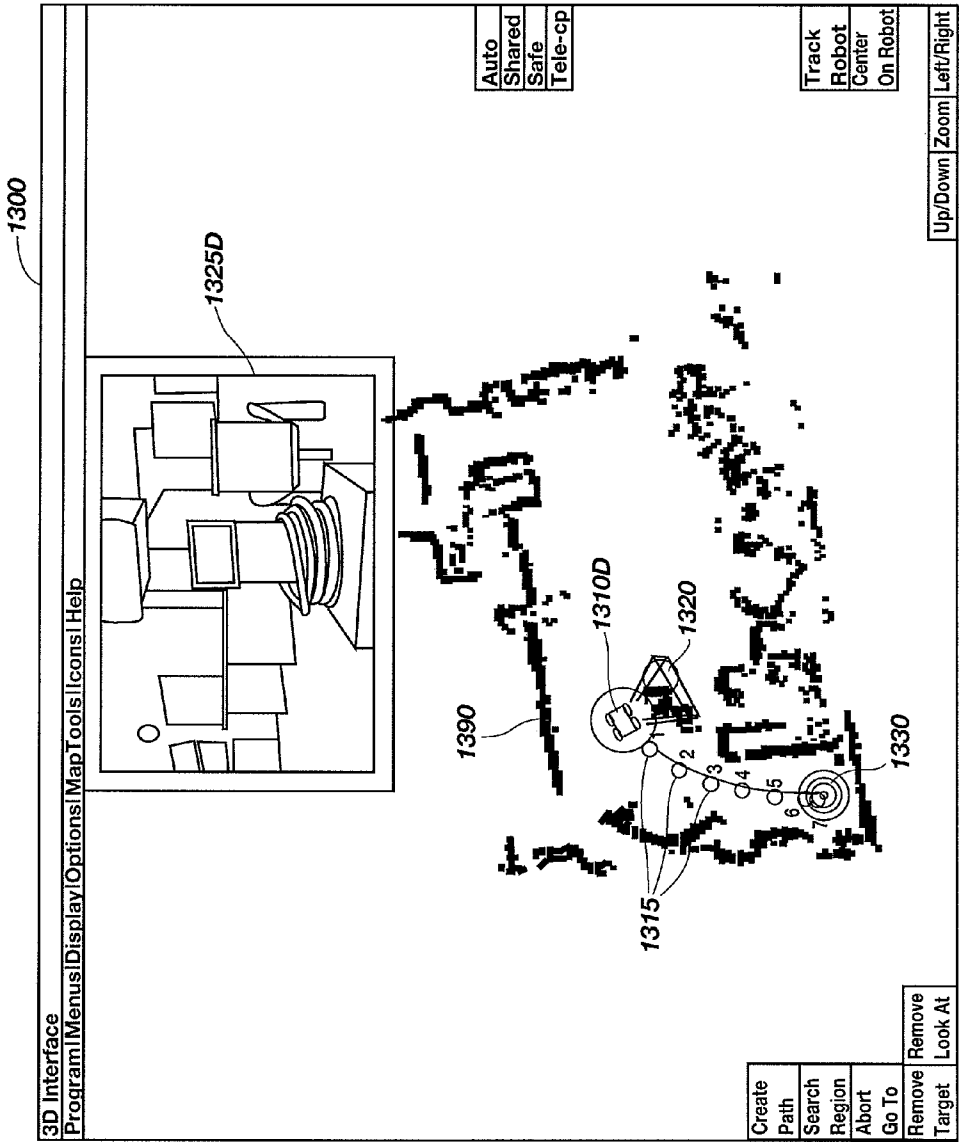 1300
3D Interface
Program|Menus|Display|Options|MapTools|Icons| Help
1325D
Auto
Shared
Safe
Tele-cp
1390
1310D
1320
1315
1
2
3
4
5
6
7
1330
Create
Path
Search
Region
Abort
Go To
Remove
Target
Remove
Look At
Track
Robot
Center
On Robot
Up/Down
Zoom
Left/Right